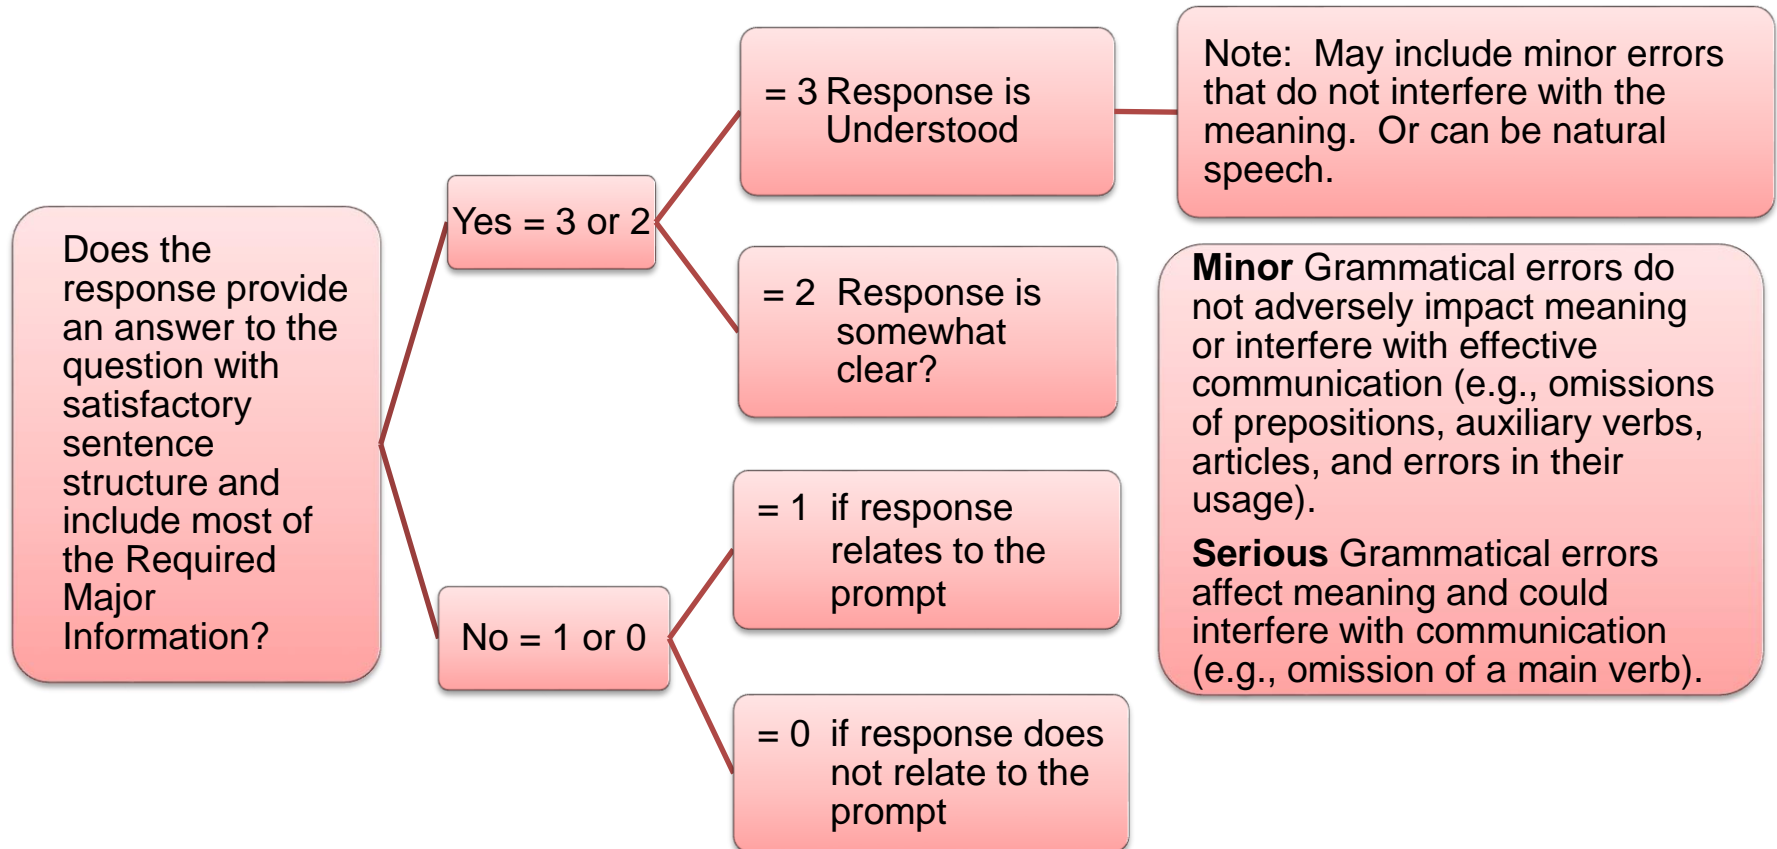 Does the
response provide
an answer to the
question with
satisfactory
sentence
structure and
include most of
the Required
Major
Information?
Yes = 3 or 2
= 3 Response is
Understood
Note: May include minor errors
that do not interfere with the
meaning. Or can be natural
speech.
= 2 Response is
somewhat
clear?
No = 1 or 0
= 1 if response
relates to the
prompt
= 0 if response does
not relate to the
prompt
Minor Grammatical errors do
not adversely impact meaning
or interfere with effective
communication (e.g., omissions
of prepositions, auxiliary verbs,
articles, and errors in their
usage).
Serious Grammatical errors
affect meaning and could
interfere with communication
(e.g., omission of a main verb).